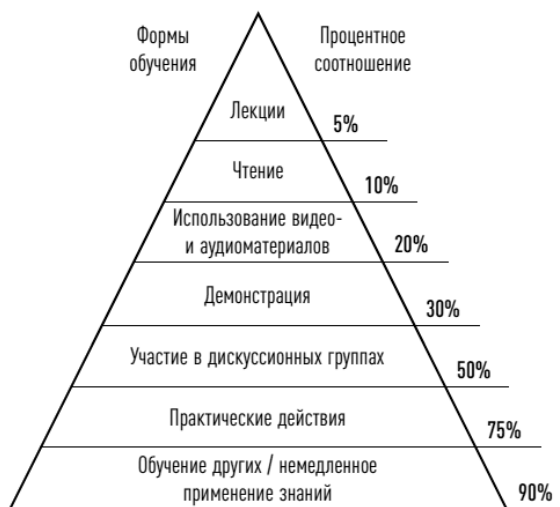 Формы
обучения
Процентное
соотношение
Лекции
5%
Чтение
10%
Использование видео-
и аудиоматериалов
20%
Демонстрация
30%
Участие в дискуссионных группах
50%
Практические действия
75%
Обучение других / немедленное
применение знаний
90%